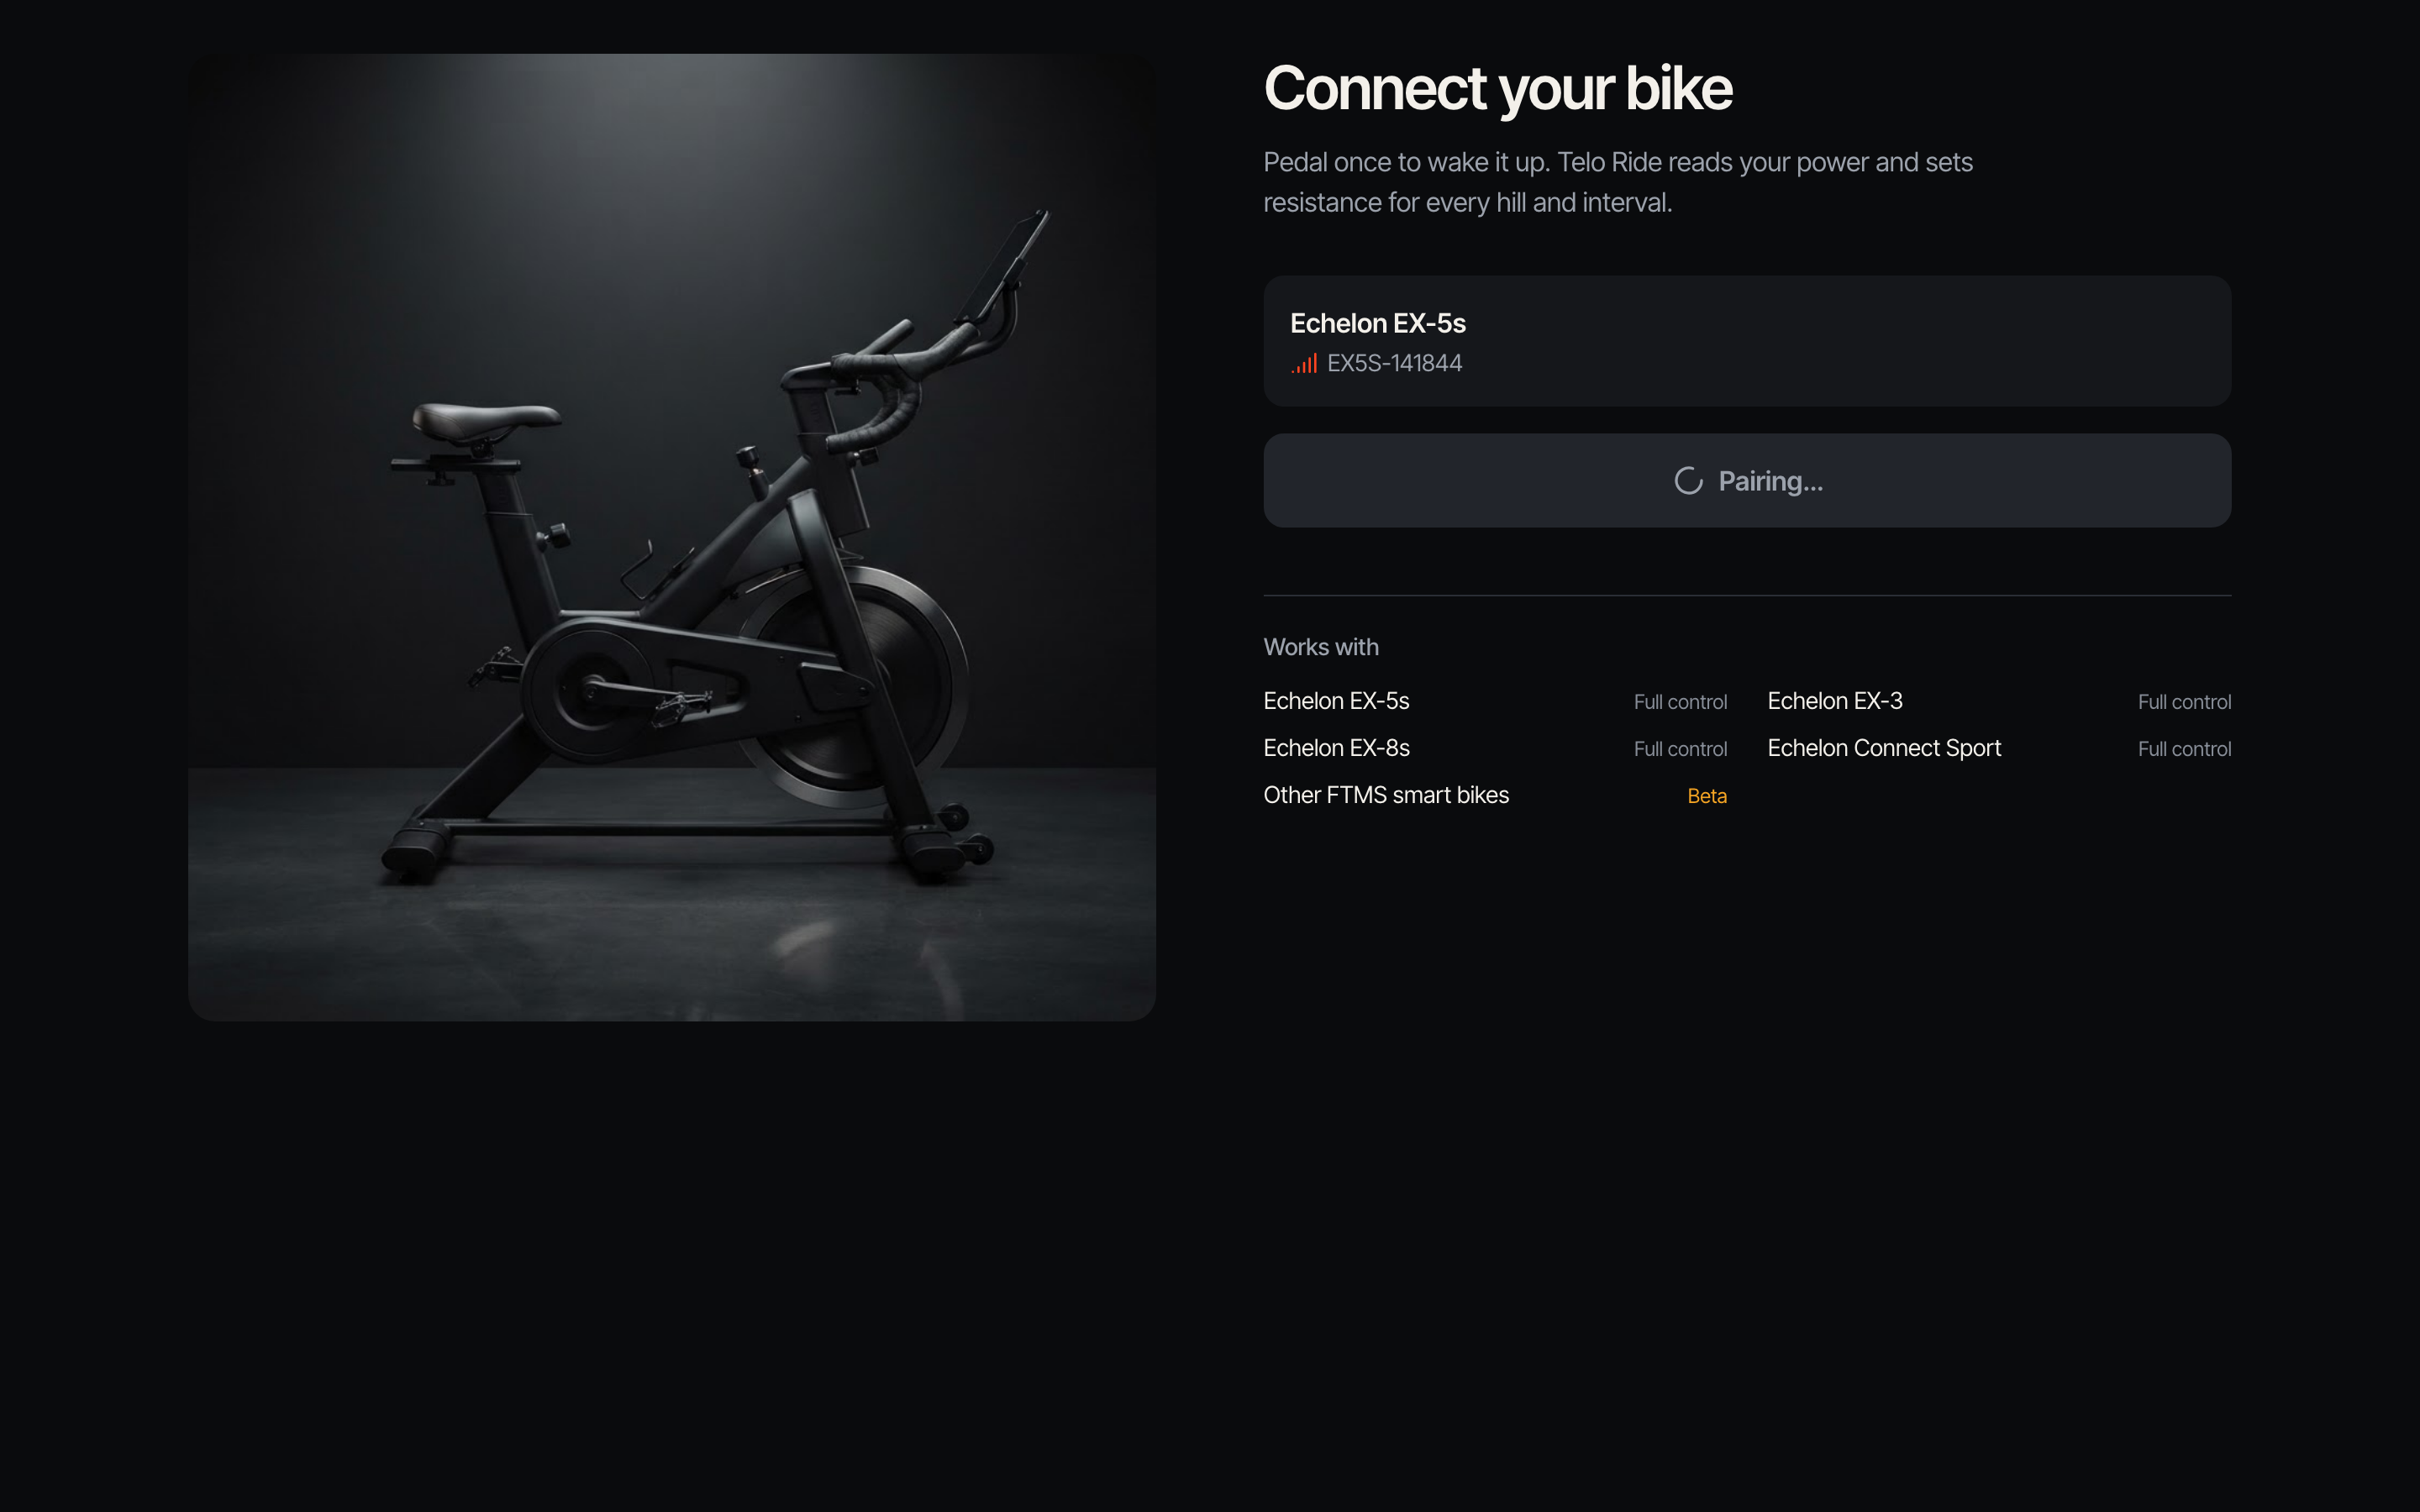 Connect your bike
Pedal once to wake it up. Telo Ride reads your power and sets
resistance for every hill and interval.
Echelon EX-5s
EX5S-141844
Pairing...
Works with
Echelon EX-5s Full control
Echelon EX-3 Full control
Echelon EX-8s Full control
Echelon Connect Sport Full control
Other FTMS smart bikes Beta